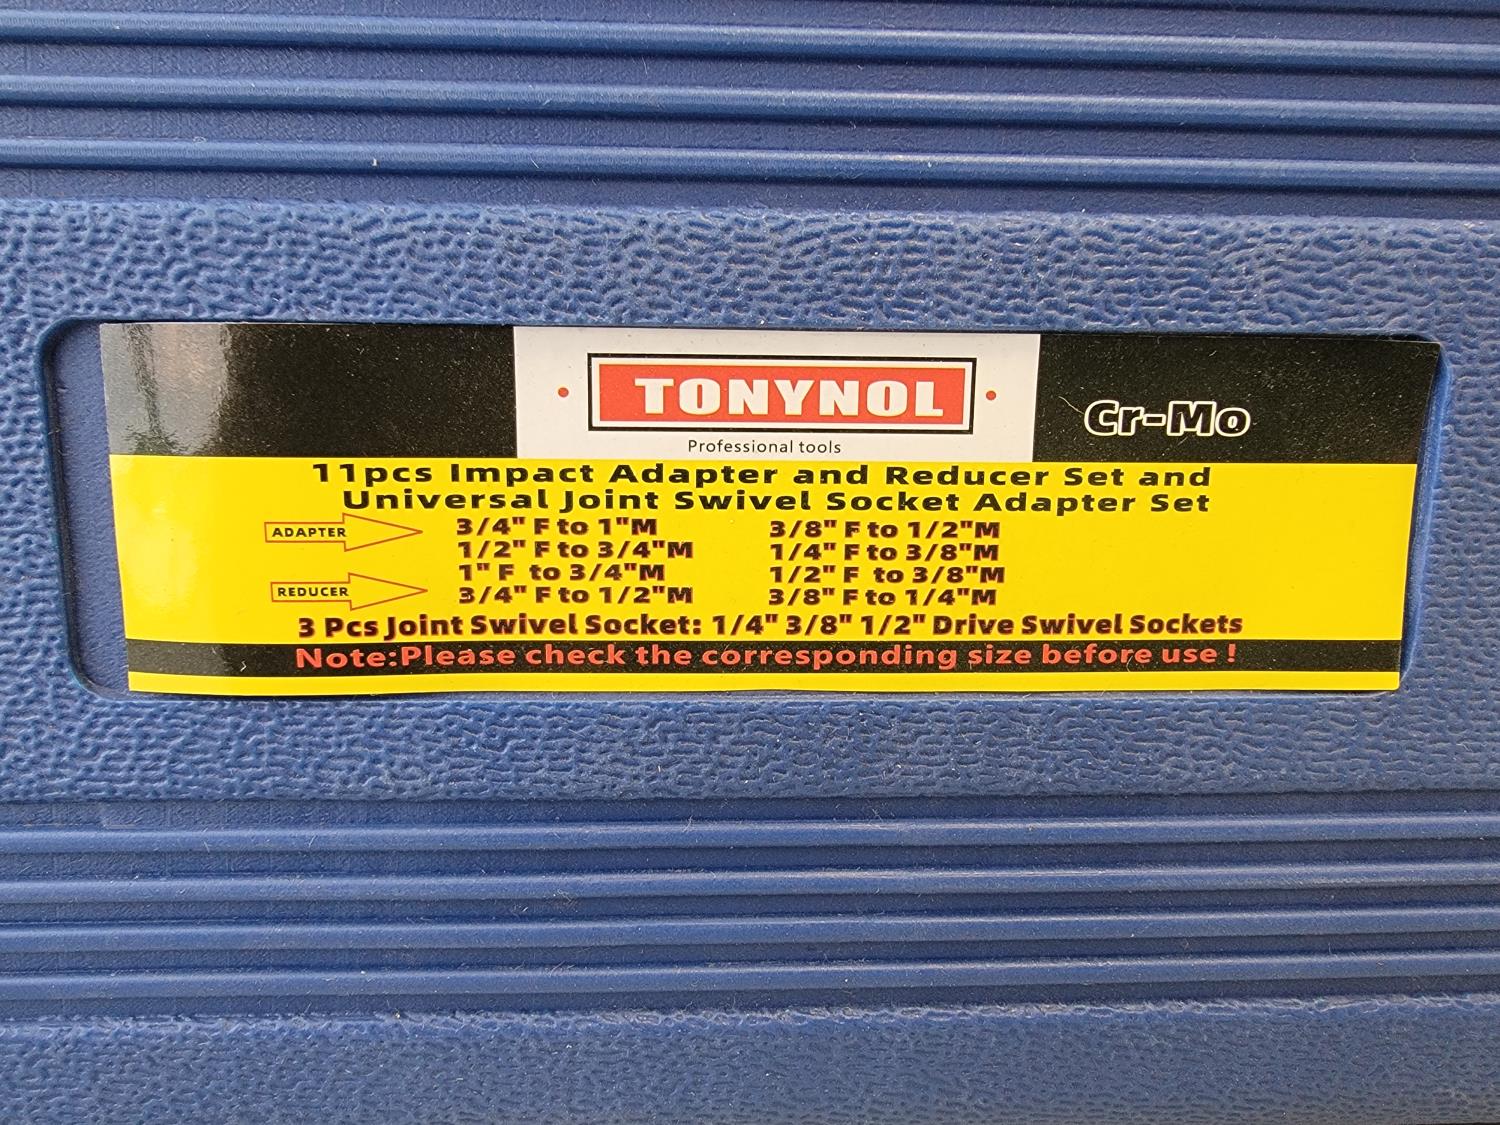 TONYNOL
Professional tools
Cr-Mo
11pcs Impact Adapter and Reducer Set and
Universal Joint Swivel Socket Adapter Set
ADAPTER 3/4" F to 1"M 3/8" F to 1/2"M
1/2" F to 3/4"M 1/4" F to 3/8"M
1" F to 3/4"M 1/2" F to 3/8"M
REDUCER 3/4" F to 1/2"M 3/8" F to 1/4"M
3 Pcs Joint Swivel Socket: 1/4" 3/8" 1/2" Drive Swivel Sockets
Note:Please check the corresponding size before use !